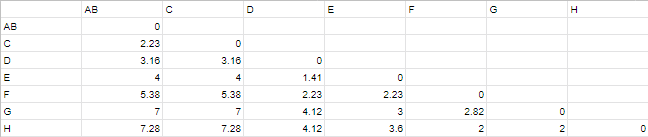 AB C D E F G H
AB 0
C 2.23 0
D 3.16 3.16 0
E 4 4 1.41 0
F 5.38 5.38 2.23 2.23 0
G 7 7 4.12 3 2.82 0
H 7.28 7.28 4.12 3.6 2 2 0